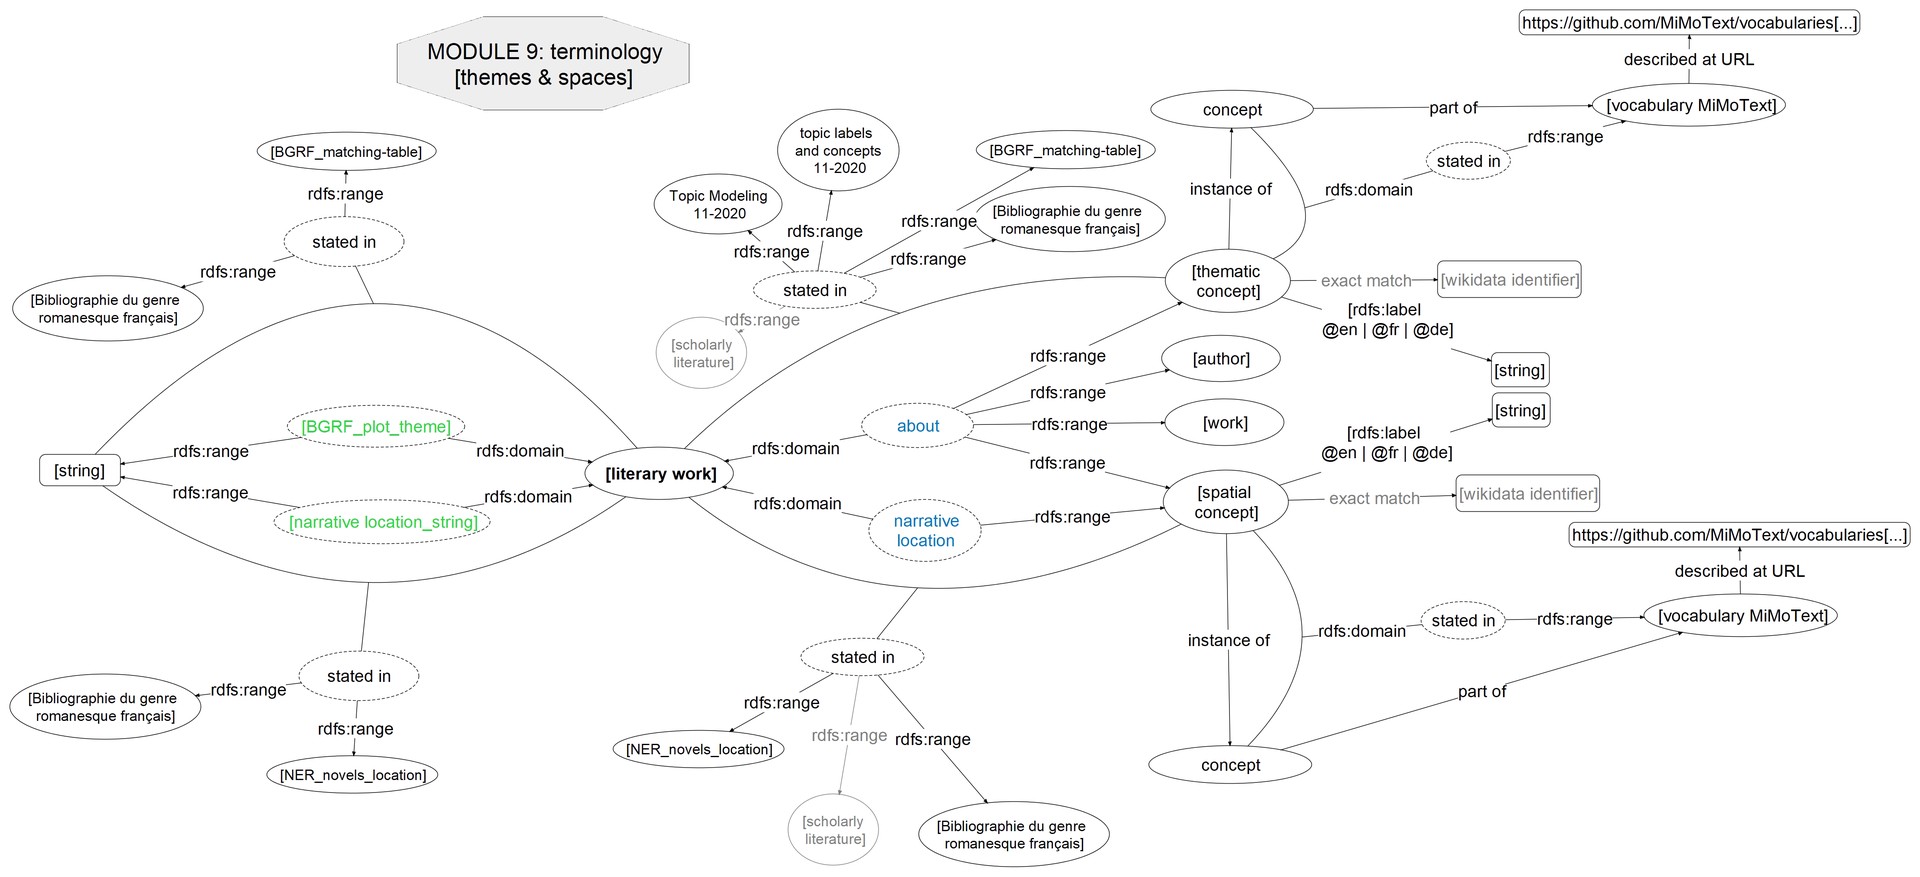 MODULE 9: terminology
[themes & spaces]
https://github.com/MiMoText/vocabularies[...]
described at URL
[vocabulary MiMoText]
part of
concept
rdfs:range
stated in
rdfs:domain
instance of
[BGRF_matching-table]
rdfs:range
stated in
rdfs:range
[Bibliographie du genre
romanesque français]
topic labels
and concepts
11-2020
Topic Modeling
11-2020
[BGRF_matching-table]
[Bibliographie du genre
romanesque français]
rdfs:range
rdfs:range
rdfs:range
rdfs:range
stated in
rdfs:range
[scholarly
literature]
[thematic
concept]
exact match
[wikidata identifier]
[rdfs:label
@en | @fr | @de]
[string]
rdfs:range
[author]
rdfs:range
about
rdfs:range
[work]
rdfs:domain
rdfs:range
[string]
[rdfs:label
@en | @fr | @de]
[BGRF_plot_theme]
rdfs:range
rdfs:domain
[string]
[literary work]
rdfs:range
rdfs:domain
[narrative location_string]
rdfs:domain
narrative
location
rdfs:range
[spatial
concept]
exact match
[wikidata identifier]
https://github.com/MiMoText/vocabularies[...]
described at URL
[vocabulary MiMoText]
rdfs:range
stated in
rdfs:domain
instance of
part of
concept
stated in
rdfs:range
[Bibliographie du genre
romanesque français]
rdfs:range
[NER_novels_location]
stated in
rdfs:range
rdfs:range
rdfs:range
[NER_novels_location]
[scholarly
literature]
[Bibliographie du genre
romanesque français]